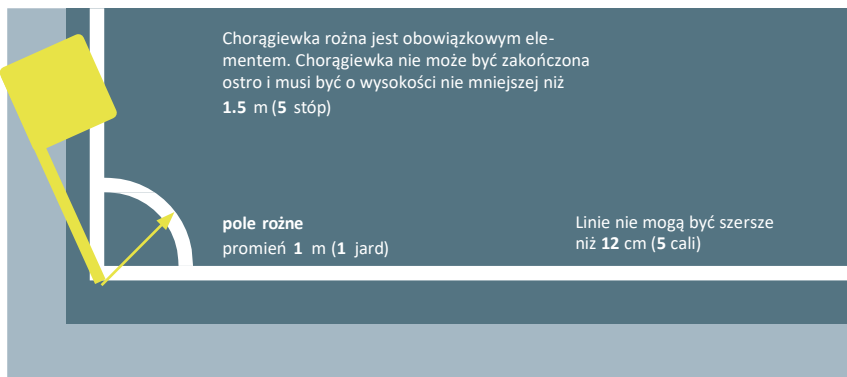 Chorągiewka rożna jest obowiązkowym ele-
mentem. Chorągiewka nie może być zakończona
ostro i musi być o wysokości nie mniejszej niż
1.5 m (5 stóp)
pole rożne
promień 1 m (1 jard)
Linie nie mogą być szersze
niż 12 cm (5 cali)